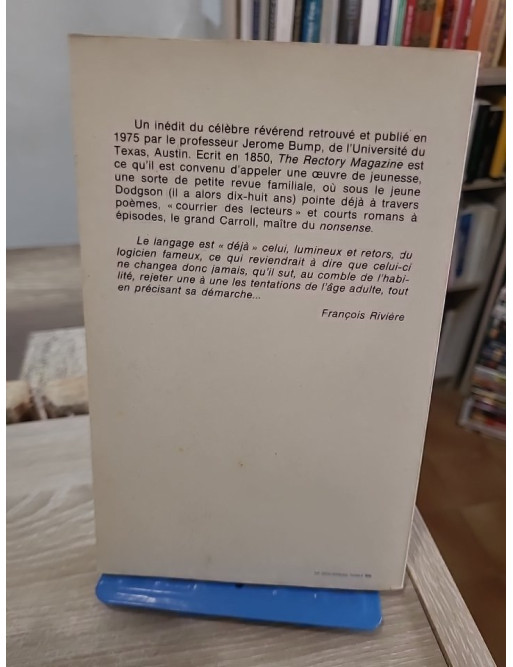 Un inédit du célèbre révérend retrouvé et publié en
1975 par le professeur Jerome Bump, de l'Université du
Texas, Austin. Ecrit en 1850, The Rectory Magazine est
ce qu'il est convenu d'appeler une œuvre de jeunesse,
une sorte de petite revue familiale, où sous le jeune
Dodgson (il a alors dix-huit ans) pointe déjà à travers
poèmes, « courrier des lecteurs » et courts romans à
épisodes, le grand Carroll, maître du nonsense.
Le langage est « déjà » celui, lumineux et retors, du
logicien fameux, ce qui reviendrait à dire que celui-ci
ne changea donc jamais, qu'il sut, au comble de l'habi-
lité, rejeter une à une les tentations de l'âge adulte, tout
en précisant sa démarche...
François Rivière